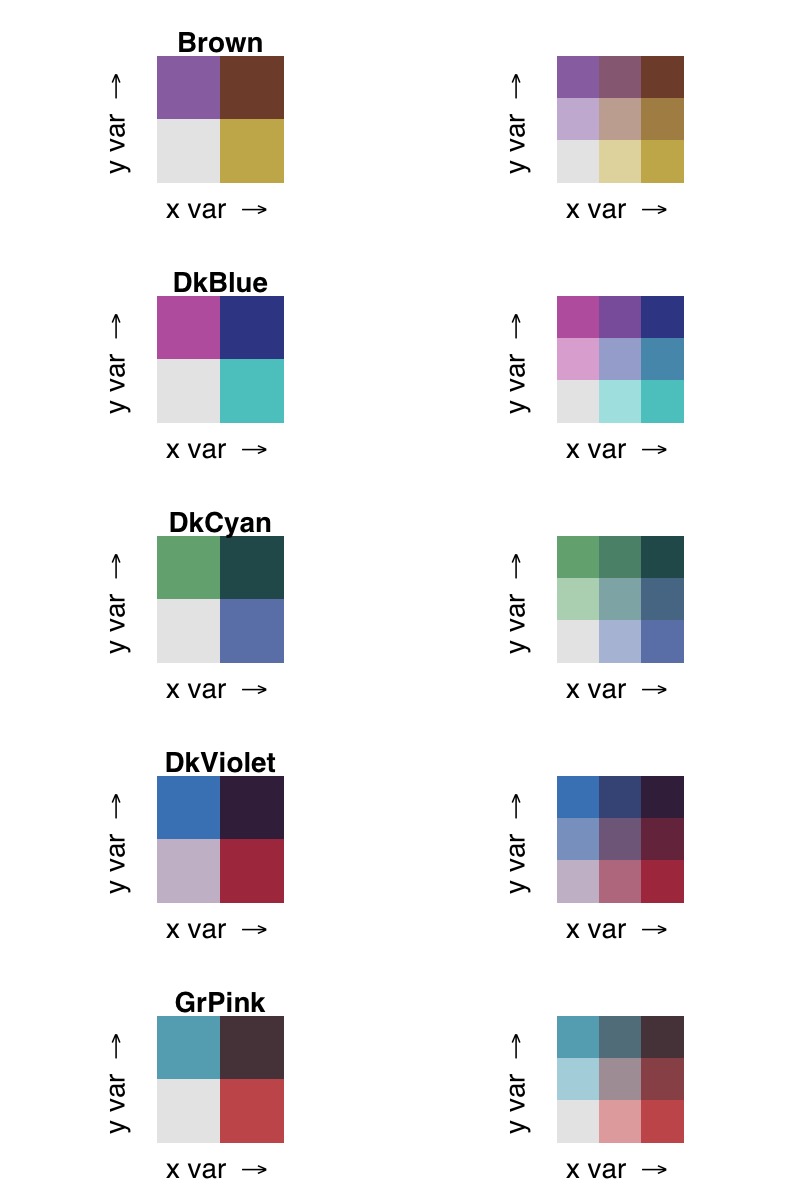 Brown
y var →
x var →
y var →
x var →
DkBlue
y var →
x var →
y var →
x var →
DkCyan
y var →
x var →
y var →
x var →
DkViolet
y var →
x var →
y var →
x var →
GrPink
y var →
x var →
y var →
x var →